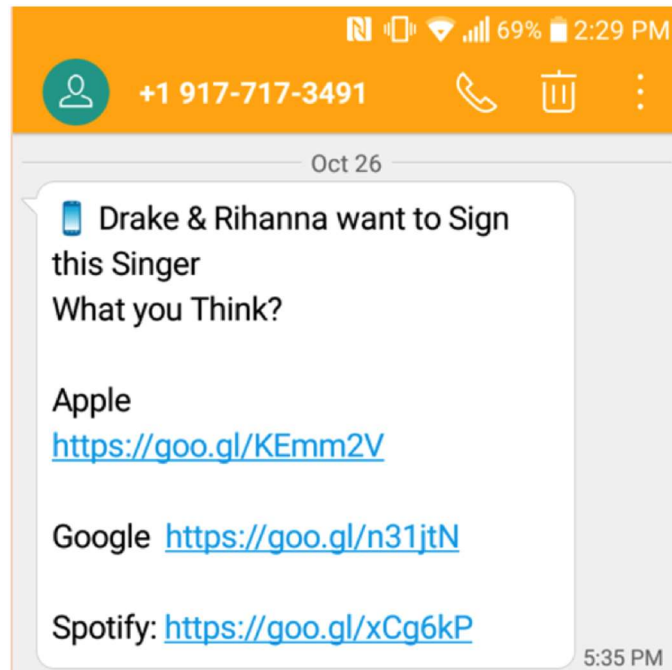 69% 2:29 PM
+1 917-717-3491
Oct 26
Drake & Rihanna want to Sign
this Singer
What you Think?
Apple
https://goo.gl/KEmm2V
Google https://goo.gl/n31jtN
Spotify: https://goo.gl/xCg6kP
5:35 PM